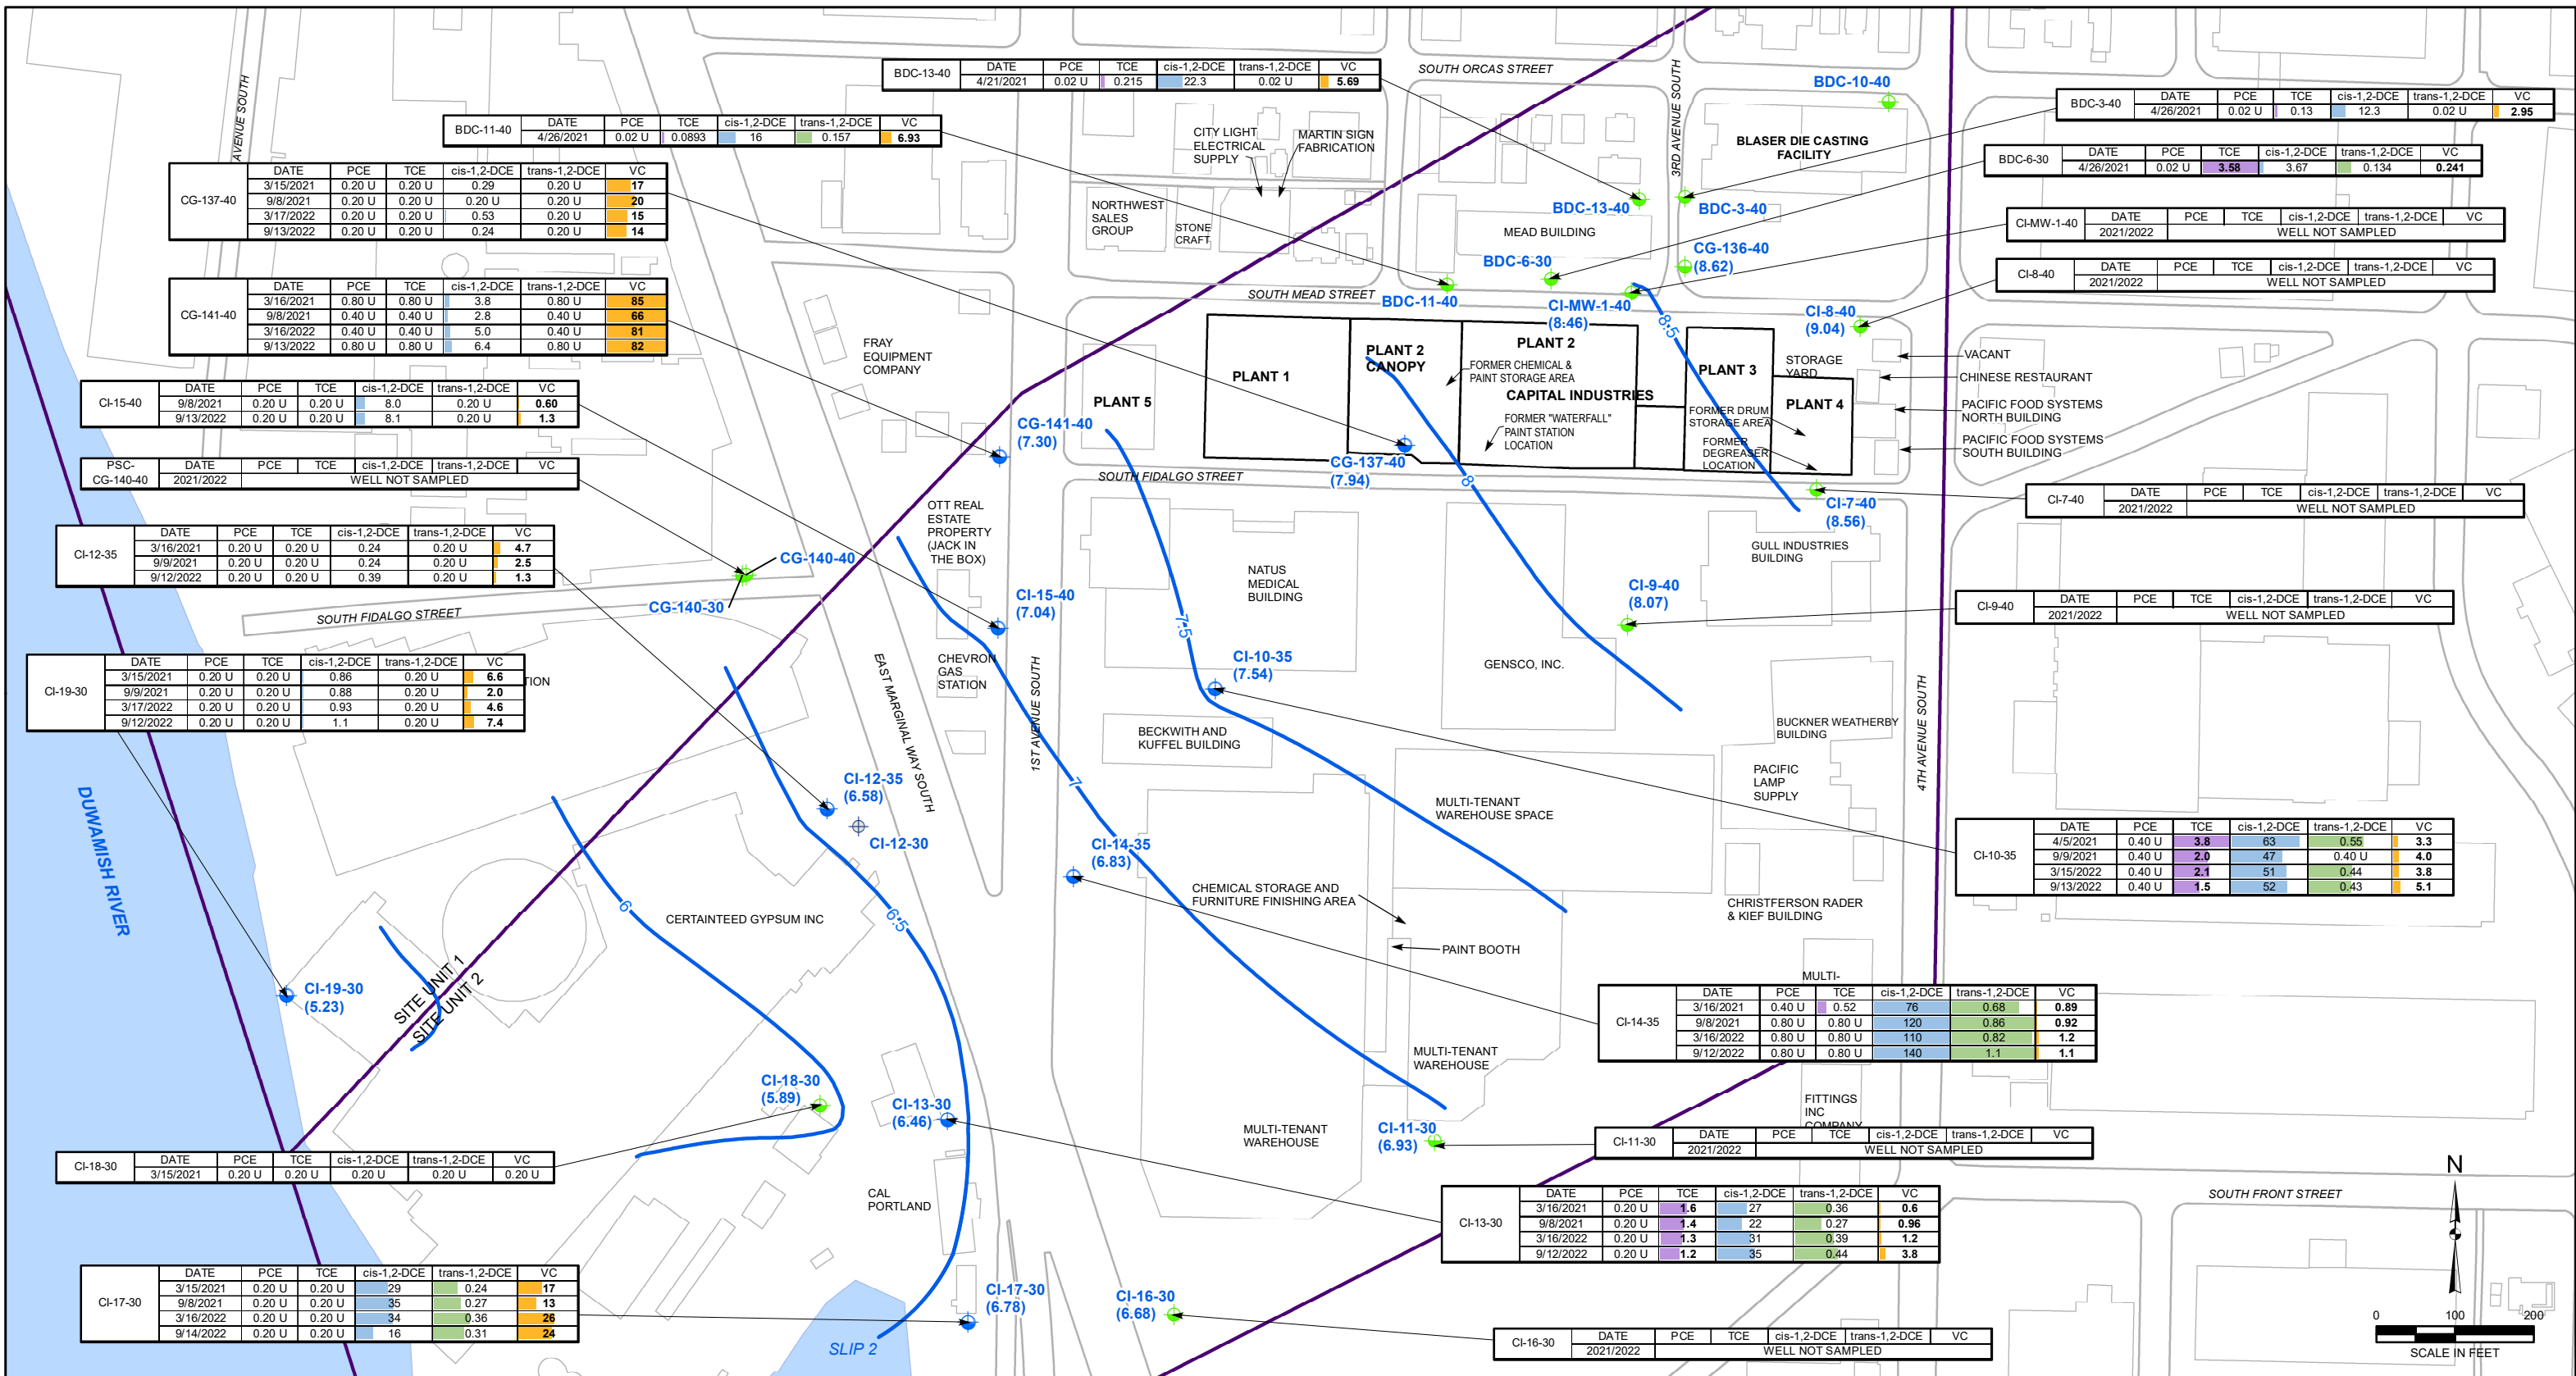 BDC-13-40
DATE PCE TCE cis-1,2-DCE trans-1,2-DCE VC
4/21/2021 0.02 U 0.215 22.3 0.02 U 5.69
BDC-11-40
DATE PCE TCE cis-1,2-DCE trans-1,2-DCE VC
4/26/2021 0.02 U 0.0893 16 0.157 6.93
CG-137-40
DATE PCE TCE cis-1,2-DCE trans-1,2-DCE VC
3/15/2021 0.20 U 0.20 U 0.29 0.20 U 17
9/8/2021 0.20 U 0.20 U 0.20 U 0.20 U 20
3/17/2022 0.20 U 0.20 U 0.53 0.20 U 15
9/13/2022 0.20 U 0.20 U 0.24 0.20 U 14
CG-141-40
DATE PCE TCE cis-1,2-DCE trans-1,2-DCE VC
3/16/2021 0.80 U 0.80 U 3.8 0.80 U 85
9/8/2021 0.40 U 0.40 U 2.8 0.40 U 66
3/16/2022 0.40 U 0.40 U 5.0 0.40 U 81
9/13/2022 0.80 U 0.80 U 6.4 0.80 U 82
CI-15-40
DATE PCE TCE cis-1,2-DCE trans-1,2-DCE VC
9/8/2021 0.20 U 0.20 U 8.0 0.20 U 0.60
9/13/2022 0.20 U 0.20 U 8.1 0.20 U 1.3
PSC-
CG-140-40
DATE PCE TCE cis-1,2-DCE trans-1,2-DCE VC
2021/2022 WELL NOT SAMPLED
CI-12-35
DATE PCE TCE cis-1,2-DCE trans-1,2-DCE VC
3/16/2021 0.20 U 0.20 U 0.24 0.20 U 4.7
9/9/2021 0.20 U 0.20 U 0.24 0.20 U 2.5
9/12/2022 0.20 U 0.20 U 0.39 0.20 U 1.3
CI-19-30
DATE PCE TCE cis-1,2-DCE trans-1,2-DCE VC
3/15/2021 0.20 U 0.20 U 0.86 0.20 U 6.6
9/9/2021 0.20 U 0.20 U 0.88 0.20 U 2.0
3/17/2022 0.20 U 0.20 U 0.93 0.20 U 4.6
9/12/2022 0.20 U 0.20 U 1.1 0.20 U 7.4
TION
CI-18-30
DATE PCE TCE cis-1,2-DCE trans-1,2-DCE VC
3/15/2021 0.20 U 0.20 U 0.20 U 0.20 U 0.20 U
CI-17-30
DATE PCE TCE cis-1,2-DCE trans-1,2-DCE VC
3/15/2021 0.20 U 0.20 U 29 0.24 17
9/8/2021 0.20 U 0.20 U 35 0.27 13
3/16/2022 0.20 U 0.20 U 34 0.36 26
9/14/2022 0.20 U 0.20 U 16 0.31 24
BDC-3-40
DATE PCE TCE cis-1,2-DCE trans-1,2-DCE VC
4/26/2021 0.02 U 0.13 12.3 0.02 U 2.95
BDC-6-30
DATE PCE TCE cis-1,2-DCE trans-1,2-DCE VC
4/26/2021 0.02 U 3.58 3.67 0.134 0.241
CI-MW-1-40
DATE PCE TCE cis-1,2-DCE trans-1,2-DCE VC
2021/2022 WELL NOT SAMPLED
CI-8-40
DATE PCE TCE cis-1,2-DCE trans-1,2-DCE VC
2021/2022 WELL NOT SAMPLED
CI-7-40
DATE PCE TCE cis-1,2-DCE trans-1,2-DCE VC
2021/2022 WELL NOT SAMPLED
CI-9-40
DATE PCE TCE cis-1,2-DCE trans-1,2-DCE VC
2021/2022 WELL NOT SAMPLED
CI-10-35
DATE PCE TCE cis-1,2-DCE trans-1,2-DCE VC
4/5/2021 0.40 U 3.8 63 0.55 3.3
9/9/2021 0.40 U 2.0 47 0.40 U 4.0
3/15/2022 0.40 U 2.1 51 0.44 3.8
9/13/2022 0.40 U 1.5 52 0.43 5.1
CI-14-35
DATE PCE TCE cis-1,2-DCE trans-1,2-DCE VC
3/16/2021 0.40 U 0.52 76 0.68 0.89
9/8/2021 0.80 U 0.80 U 120 0.86 0.92
3/16/2022 0.80 U 0.80 U 110 0.82 1.2
9/12/2022 0.80 U 0.80 U 140 1.1 1.1
CI-11-30
DATE PCE TCE cis-1,2-DCE trans-1,2-DCE VC
2021/2022 WELL NOT SAMPLED
CI-13-30
DATE PCE TCE cis-1,2-DCE trans-1,2-DCE VC
3/16/2021 0.20 U 1.6 27 0.36 0.6
9/8/2021 0.20 U 1.4 22 0.27 0.96
3/16/2022 0.20 U 1.3 31 0.39 1.2
9/12/2022 0.20 U 1.2 35 0.44 3.8
CI-16-30
DATE PCE TCE cis-1,2-DCE trans-1,2-DCE VC
2021/2022 WELL NOT SAMPLED
AVENUE SOUTH
SOUTH ORCAS STREET
3RD AVENUE SOUTH
BDC-10-40
BLASER DIE CASTING
FACILITY
CITY LIGHT
ELECTRICAL
SUPPLY
MARTIN SIGN
FABRICATION
NORTHWEST
SALES
GROUP
STONE
CRAFT
BDC-13-40
BDC-3-40
MEAD BUILDING
CG-136-40
(8.62)
BDC-6-30
SOUTH MEAD STREET
BDC-11-40
CI-MW-1-40
(8.46)
CI-8-40
(9.04)
8.5
FRAY
EQUIPMENT
COMPANY
PLANT 5
PLANT 1
PLANT 2
CANOPY
PLANT 2
FORMER CHEMICAL &
PAINT STORAGE AREA
CAPITAL INDUSTRIES
FORMER "WATERFALL"
PAINT STATION
LOCATION
PLANT 3
STORAGE
YARD
PLANT 4
FORMER DRUM
STORAGE AREA
FORMER
DEGREASER
LOCATION
VACANT
CHINESE RESTAURANT
PACIFIC FOOD SYSTEMS
NORTH BUILDING
PACIFIC FOOD SYSTEMS
SOUTH BUILDING
CG-141-40
(7.30)
CG-137-40
(7.94)
SOUTH FIDALGO STREET
8
CI-7-40
(8.56)
OTT REAL
ESTATE
PROPERTY
(JACK IN
THE BOX)
GULL INDUSTRIES
BUILDING
NATUS
MEDICAL
BUILDING
CG-140-40
CG-140-30
SOUTH FIDALGO STREET
CI-15-40
(7.04)
7.5
CI-9-40
(8.07)
CHEVRON
GAS
STATION
EAST MARGINAL WAY SOUTH
1ST AVENUE SOUTH
CI-10-35
(7.54)
GENSCO, INC.
4TH AVENUE SOUTH
BECKWITH AND
KUFFEL BUILDING
BUCKNER WEATHERBY
BUILDING
PACIFIC
LAMP
SUPPLY
CI-12-35
(6.58)
CI-12-30
7
MULTI-TENANT
WAREHOUSE SPACE
CI-14-35
(6.83)
DUWAMISH RIVER
6
6.5
CERTAINTEED GYPSUM INC
CHEMICAL STORAGE AND
FURNITURE FINISHING AREA
PAINT BOOTH
CHRISTFERSON RADER
& KIEF BUILDING
MULTI-
CI-19-30
(5.23)
SITE UNIT 1
SITE UNIT 2
MULTI-TENANT
WAREHOUSE
CI-18-30
(5.89)
CI-13-30
(6.46)
MULTI-TENANT
WAREHOUSE
CI-11-30
(6.93)
FITTINGS
INC
COMPANY
CAL
PORTLAND
SOUTH FRONT STREET
CI-17-30
(6.78)
CI-16-30
(6.68)
SLIP 2
N
0 100 200
SCALE IN FEET